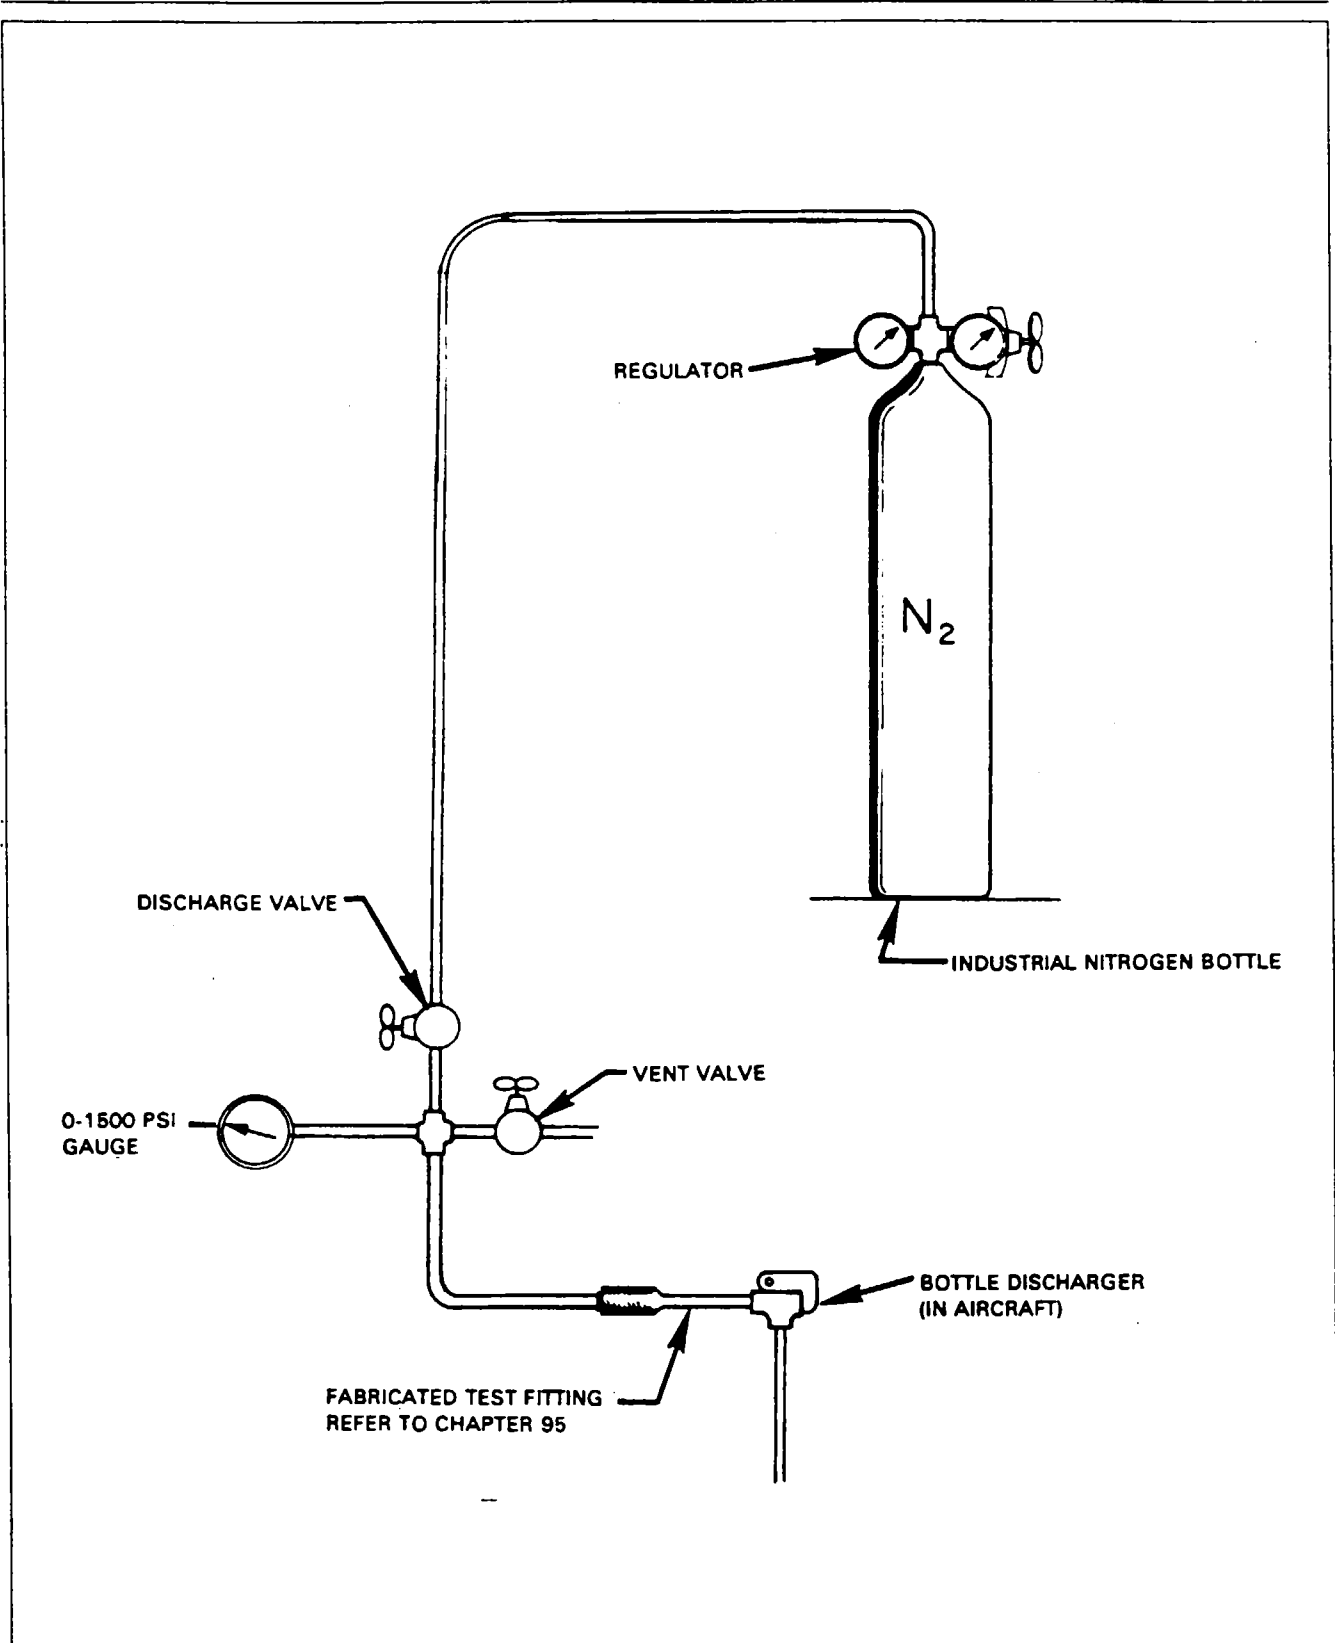 REGULATOR
N2
DISCHARGE VALVE
INDUSTRIAL NITROGEN BOTTLE
VENT VALVE
0-1500 PSI
GAUGE
BOTTLE DISCHARGER
(IN AIRCRAFT)
FABRICATED TEST FITTING
REFER TO CHAPTER 95